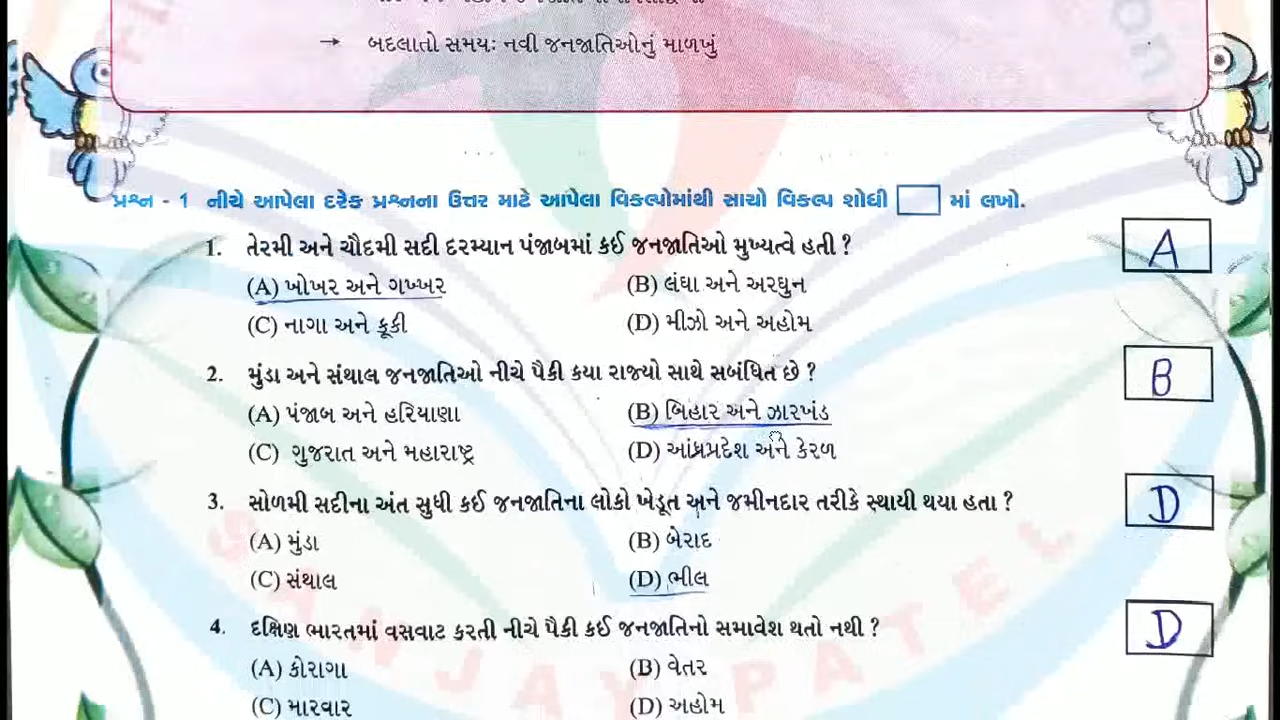 → બદલાતો સમયઃ નવી જનજાતિઓનું માળખું
પ્રશ્ન - 1 નીચે આપેલા દરેક પ્રશ્નના ઉત્તર માટે આપેલા વિકલ્પોમાંથી સાચો વિકલ્પ શોધી માં લખો.
1. તેરમી અને ચૌદમી સદી દરમ્યાન પંજાબમાં કઈ જનજાતિઓ મુખ્યત્વે હતી ? A
(A) ખોખર અને ગખ્ખર (B) લંઘા અને અરઘુન
(C) નાગા અને કૂકી (D) મીઝો અને અહોમ
2. મુંડા અને સંથાલ જનજાતિઓ નીચે પૈકી કયા રાજ્યો સાથે સબંધિત છે ? B
(A) પંજાબ અને હરિયાણા (B) બિહાર અને ઝારખંડ
(C) ગુજરાત અને મહારાષ્ટ્ર (D) આંધ્રપ્રદેશ અને કેરળ
3. સોળમી સદીના અંત સુધી કઈ જનજાતિના લોકો ખેડૂત અને જમીનદાર તરીકે સ્થાયી થયા હતા ? D
(A) મુંડા (B) બેરાદ
(C) સંથાલ (D) ભીલ
4. દક્ષિણ ભારતમાં વસવાટ કરતી નીચે પૈકી કઈ જનજાતિનો સમાવેશ થતો નથી ? D
(A) કોરાગા (B) વેતર
(C) મારવાર (D) અહોમ
SANJAY PATEL